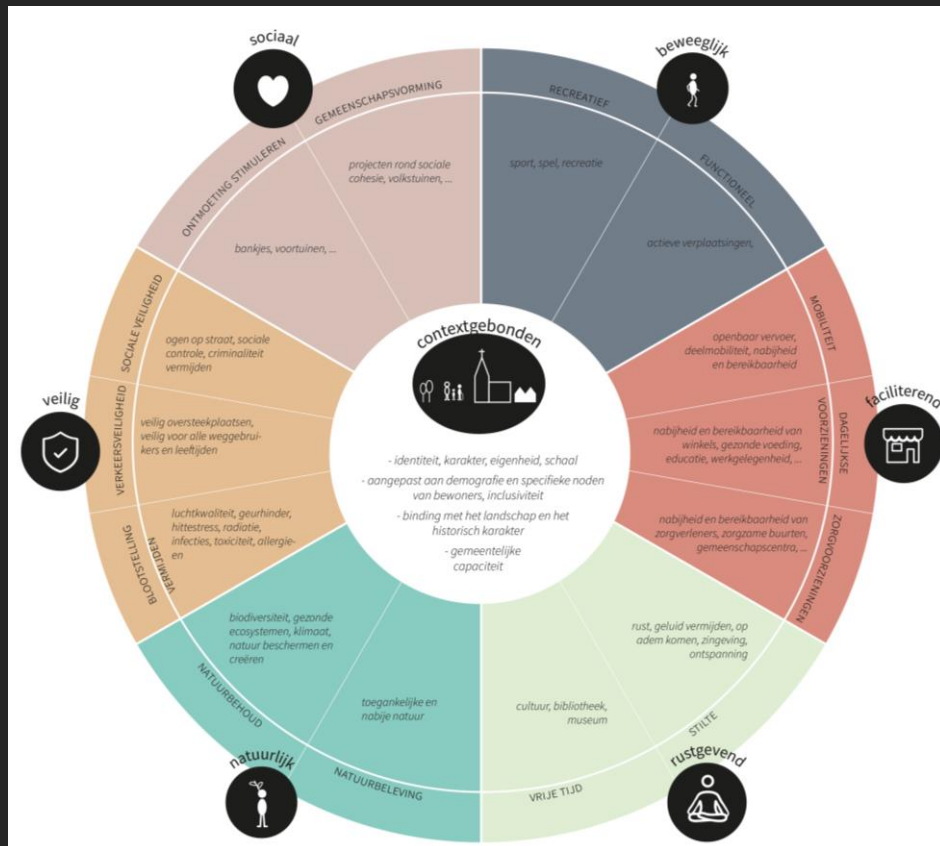 sociaal
GEMEENSCHAPSVORMING
projecten rond sociale
cohesie, volkstuinen, ...
ONTMOETING STIMULEREN
bankjes, voortuinen, ...
beweeglijk
RECREATIEF
sport, spel, recreatie
FUNCTIONEEL
actieve verplaatsingen,
MOBILITEIT
openbaar vervoer,
deelmobiliteit, nabijheid
en bereikbaarheid
faciliterend
DAGELIJKSE
VOORZIENINGEN
nabijheid en bereikbaarheid van
winkels, gezonde voeding,
educatie, werkgelegenheid, ...
ZORGVOORZIENINGEN
nabijheid en bereikbaarheid van
zorgverleners, zorgzame buurten,
gemeenschapscentra, ...
rustgevend
STILTE
rust, geluid vermijden, op
adem komen, zingeving,
ontspanning
VRIJE TIJD
cultuur, bibliotheek,
museum
natuurlijk
NATUURBELEVING
toegankelijke en
nabije natuur
NATUURBEHOUD
biodiversiteit, gezonde
ecosystemen, klimaat,
natuur beschermen en
creëren
veilig
BLOOTSTELLING
VERMIJDEN
luchtkwaliteit, geurhinder,
hittestress, radiatie,
infecties, toxiciteit, allergie-
en
VERKEERSVEILIGHEID
veilig oversteekplaatsen,
veilig voor alle weggebrui-
kers en leeftijden
SOCIALE VEILIGHEID
ogen op straat, sociale
controle, criminaliteit
vermijden
contextgebonden
- identiteit, karakter, eigenheid, schaal
- aangepast aan demografie en specifieke noden
van bewoners, inclusiviteit
- binding met het landschap en het
historisch karakter
- gemeentelijke
capaciteit